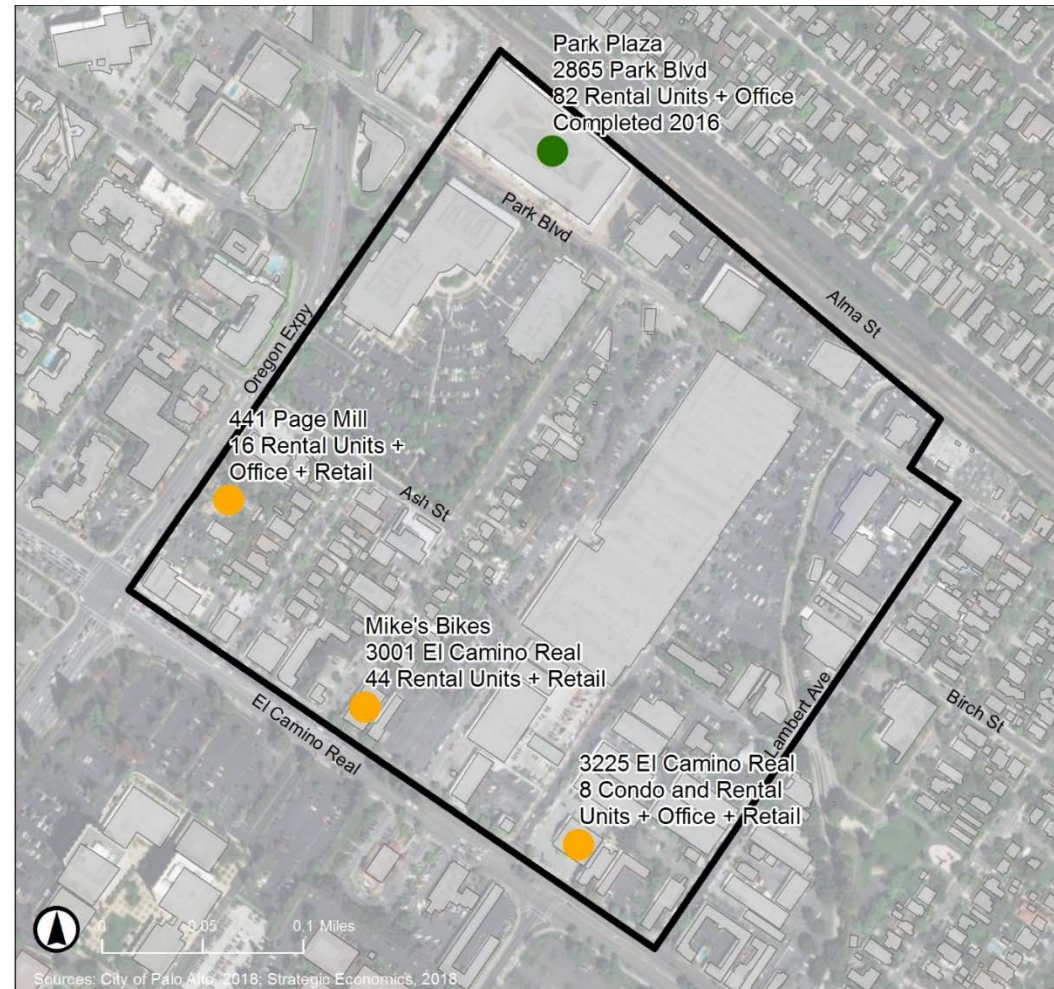 Park Plaza
2865 Park Blvd
82 Rental Units + Office
Completed 2016
Park Blvd
Alma St
Oregon Expy
441 Page Mill
16 Rental Units +
Office + Retail
Ash St
Mike's Bikes
3001 El Camino Real
44 Rental Units + Retail
El Camino Real
Lambert Ave
Birch St
3225 El Camino Real
8 Condo and Rental
Units + Office + Retail
0 0.05 0.1 Miles
Sources: City of Palo Alto, 2018; Strategic Economics, 2018.